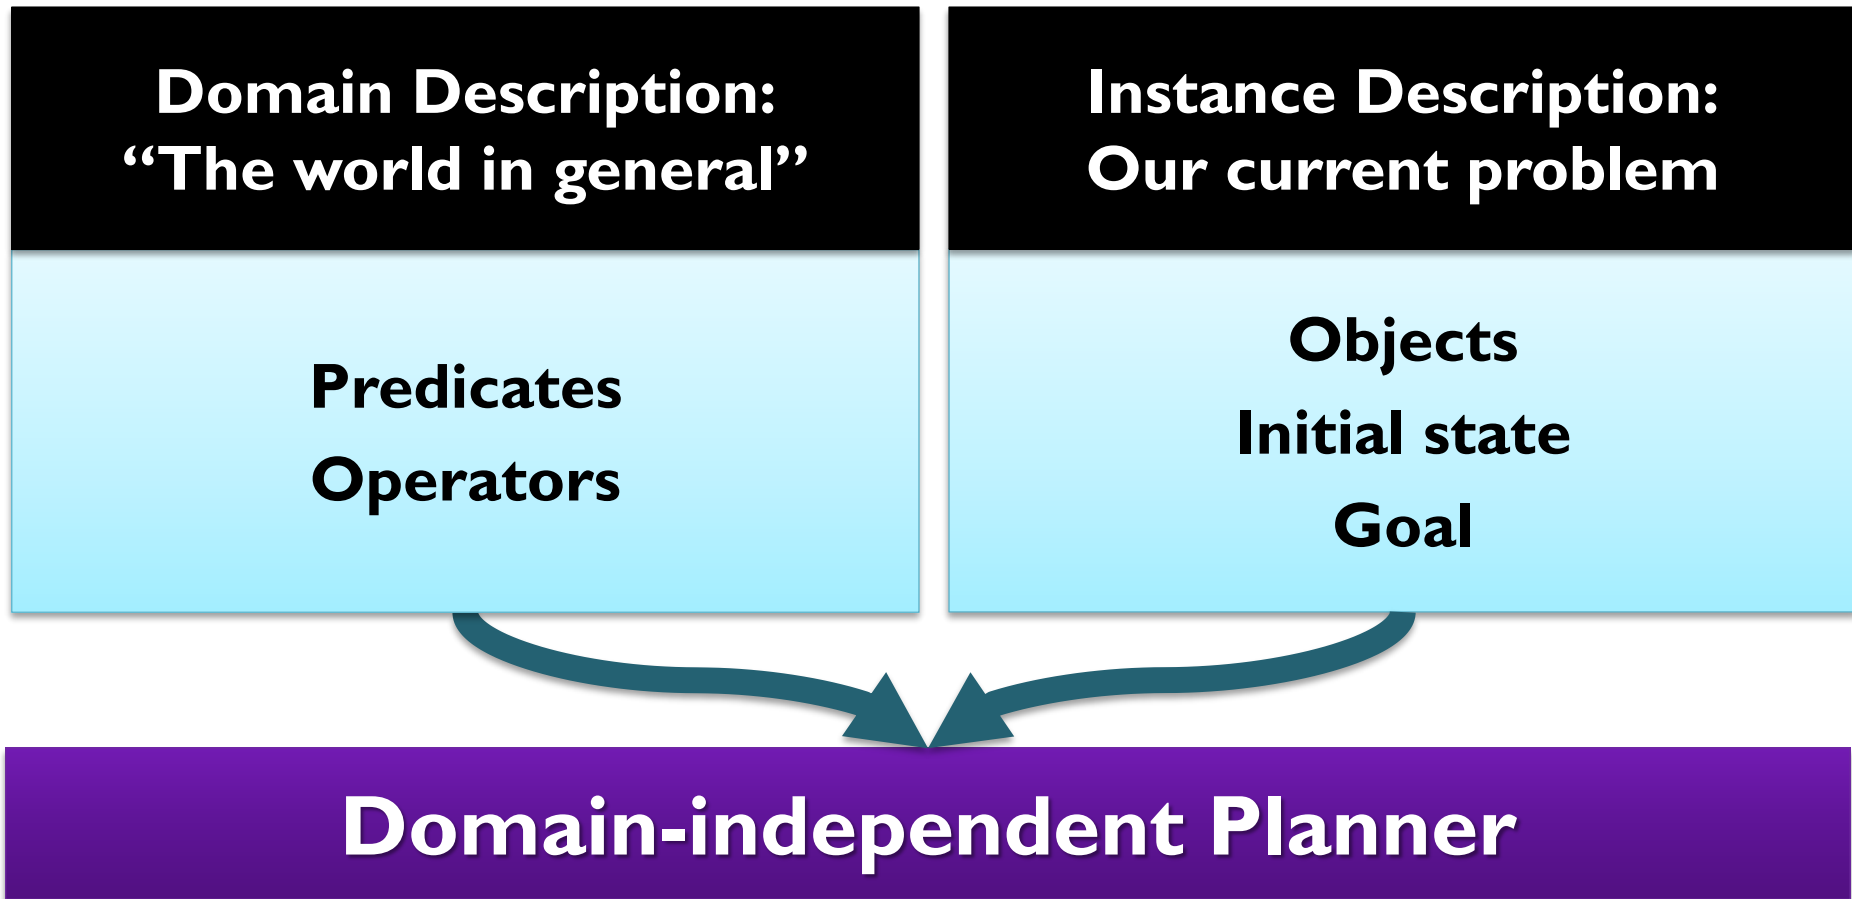 Domain Description:
“The world in general”
Predicates
Operators
Instance Description:
Our current problem
Objects
Initial state
Goal
Domain-independent Planner